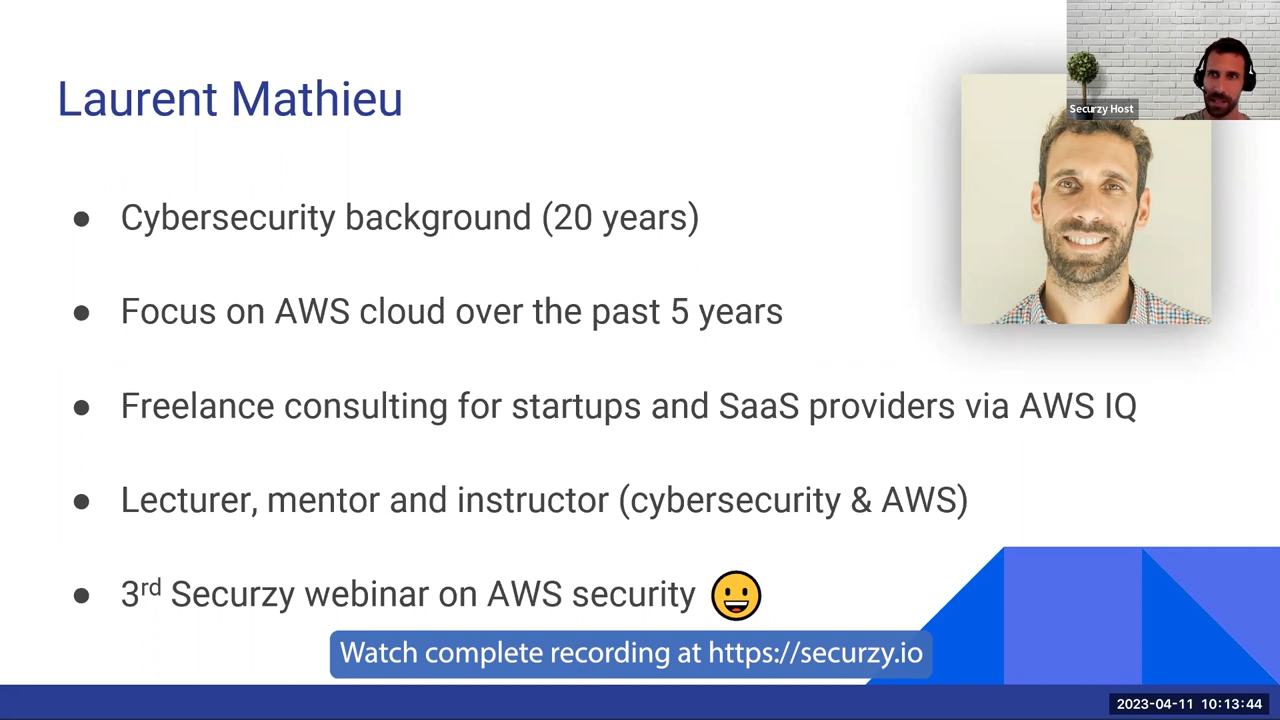 Securzy Host
Laurent Mathieu
● Cybersecurity background (20 years)
● Focus on AWS cloud over the past 5 years
● Freelance consulting for startups and SaaS providers via AWS IQ
● Lecturer, mentor and instructor (cybersecurity & AWS)
● 3rd Securzy webinar on AWS security 😀
Watch complete recording at https://securzy.io
2023-04-11 10:13:44